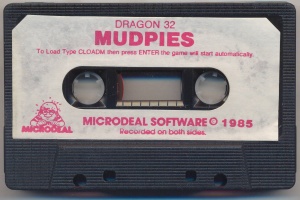 DRAGON 32
MUDPIES
To Load Type CLOADM then press ENTER the game will start automatically.
MICRODEAL
MICRODEAL SOFTWARE © 1985
Recorded on both sides.